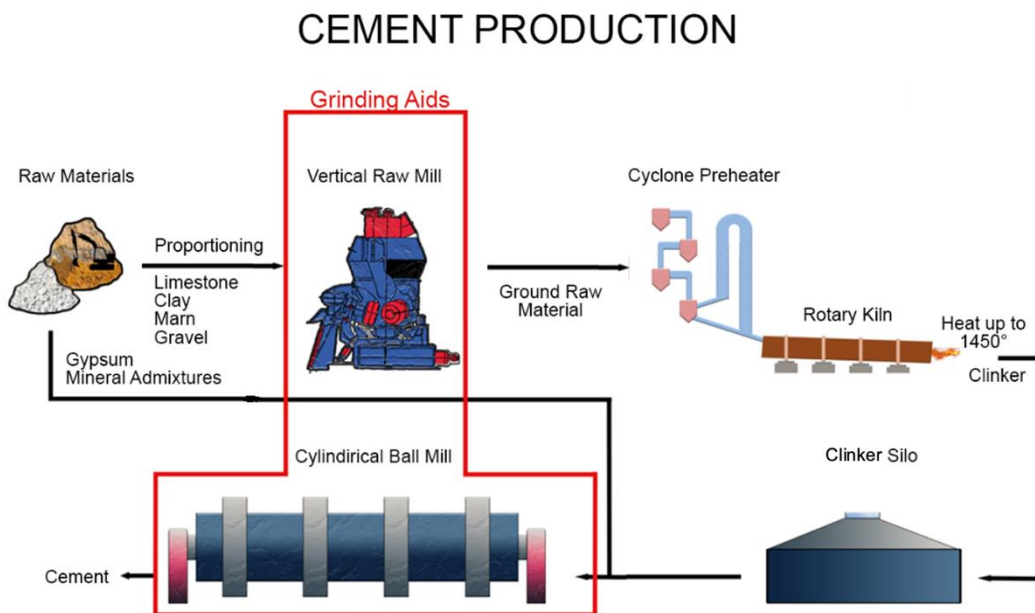 CEMENT PRODUCTION
Grinding Aids
Raw Materials
Vertical Raw Mill
Cyclone Preheater
Proportioning
Limestone
Clay
Marn
Gravel
Ground Raw
Material
Rotary Kiln
Heat up to
1450°
Clinker
Gypsum
Mineral Admixtures
Cylindirical Ball Mill
Clinker Silo
Cement